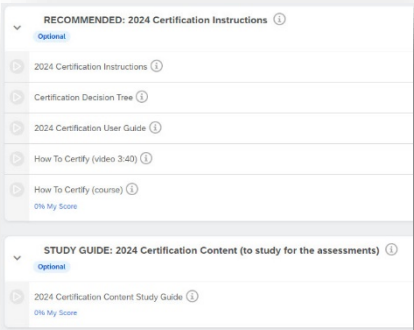 RECOMMENDED: 2024 Certification Instructions
Optional
2024 Certification Instructions
Certification Decision Tree
2024 Certification User Guide
How To Certify (video 3:40)
How To Certify (course)
0% My Score
STUDY GUIDE: 2024 Certification Content (to study for the assessments)
Optional
2024 Certification Content Study Guide
0% My Score